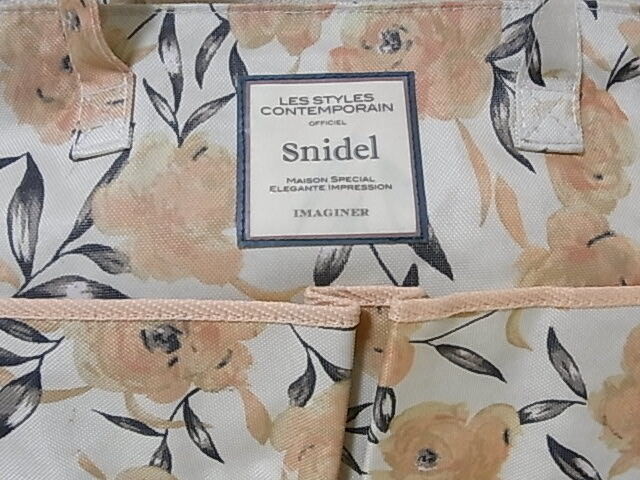 LES STYLES
CONTEMPORAIN
OFFICIEL
Snidel
MAISON SPECIAL
ELEGANTE IMPRESSION
IMAGINER